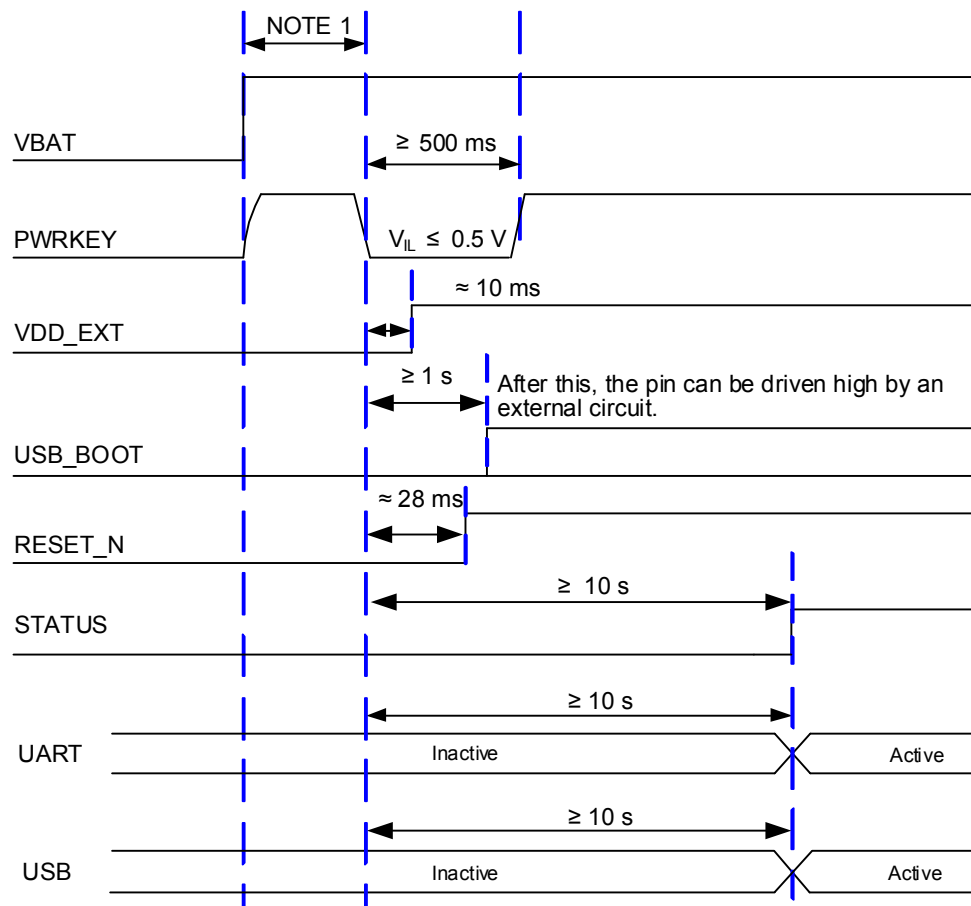 NOTE 1
VBAT
≥ 500 ms
PWRKEY
VIL ≤ 0.5 V
≈ 10 ms
VDD_EXT
≥ 1 s
After this, the pin can be driven high by an
external circuit.
USB_BOOT
≈ 28 ms
RESET_N
≥ 10 s
STATUS
≥ 10 s
UART
Inactive
Active
≥ 10 s
USB
Inactive
Active